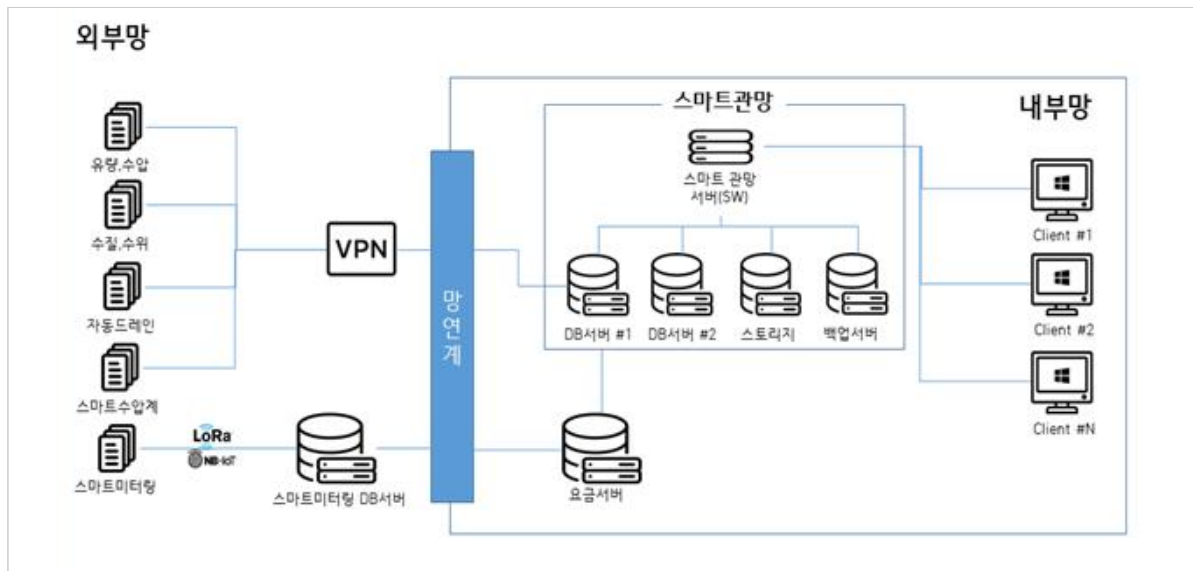 외부망
유량,수압
수질,수위
자동드레인
스마트수압계
스마트미터링
LoRa
NB-IoT
스마트미터링 DB서버
VPN
망연계
스마트관망
스마트 관망
서버(SW)
DB서버 #1
DB서버 #2
스토리지
백업서버
요금서버
내부망
Client #1
Client #2
Client #N